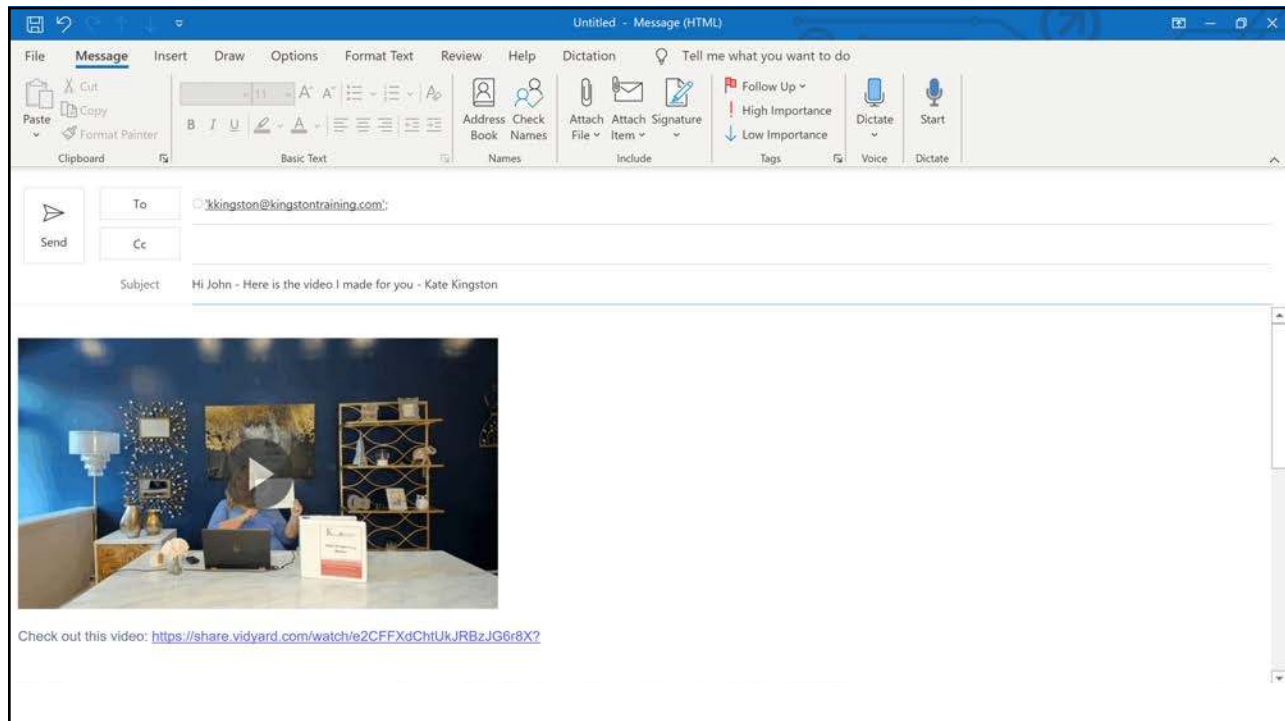 Untitled - Message (HTML)
File Message Insert Draw Options Format Text Review Help Dictation Tell me what you want to do
Paste
Cut
Copy
Format Painter
Clipboard
11
B I U
Basic Text
Address Book
Check Names
Names
Attach File
Attach Item
Signature
Include
Follow Up
High Importance
Low Importance
Tags
Dictate
Voice
Start
Dictate
Send
To
'kkingston@kingstontraining.com';
Cc
Subject
Hi John - Here is the video I made for you - Kate Kingston
Check out this video: https://share.vidyard.com/watch/e2CFFXdChtUkJRBzJG6r8X?